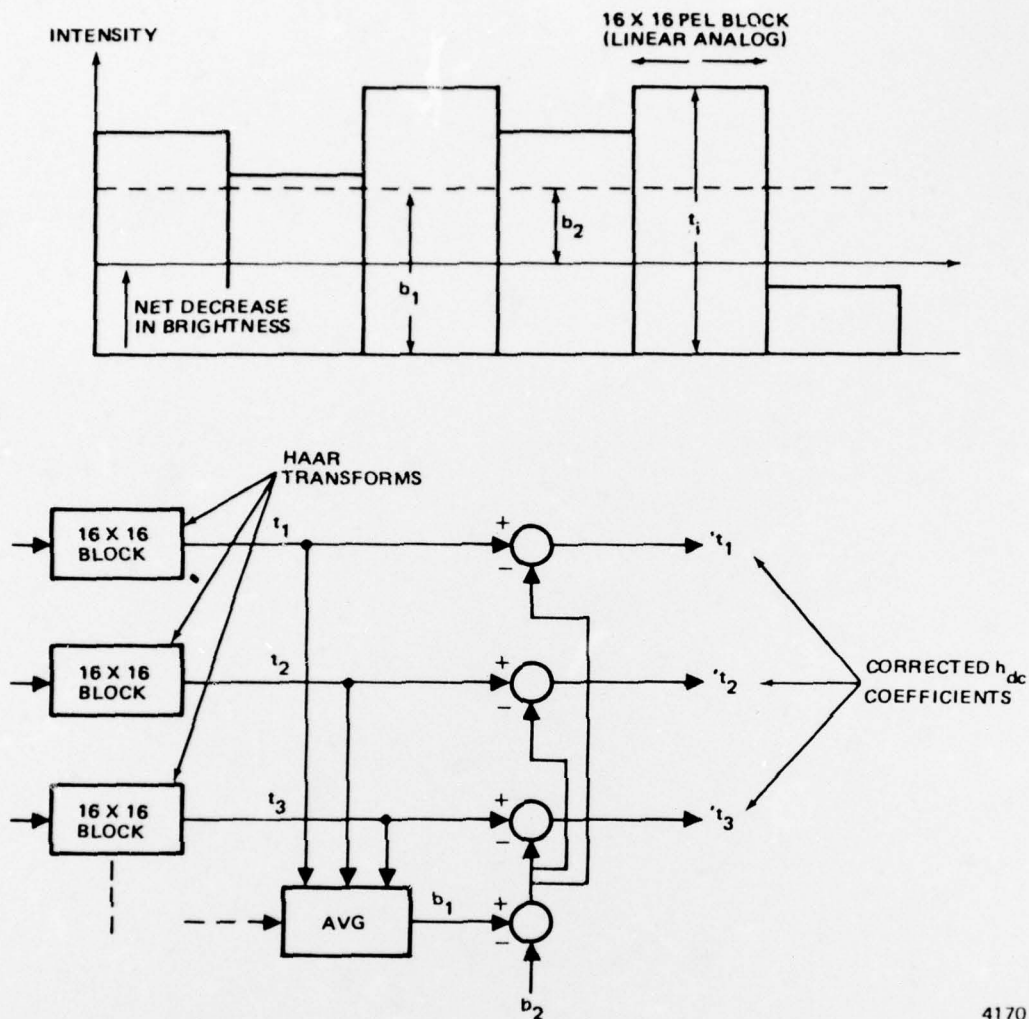 16 X 16 PEL BLOCK
(LINEAR ANALOG)
INTENSITY
b2
ti
b1
NET DECREASE
IN BRIGHTNESS
HAAR
TRANSFORMS
16 X 16
BLOCK
t1
+
−
't1
16 X 16
BLOCK
t2
+
−
't2
CORRECTED hdc
COEFFICIENTS
16 X 16
BLOCK
t3
+
−
't3
AVG
b1
+
−
b2
4170